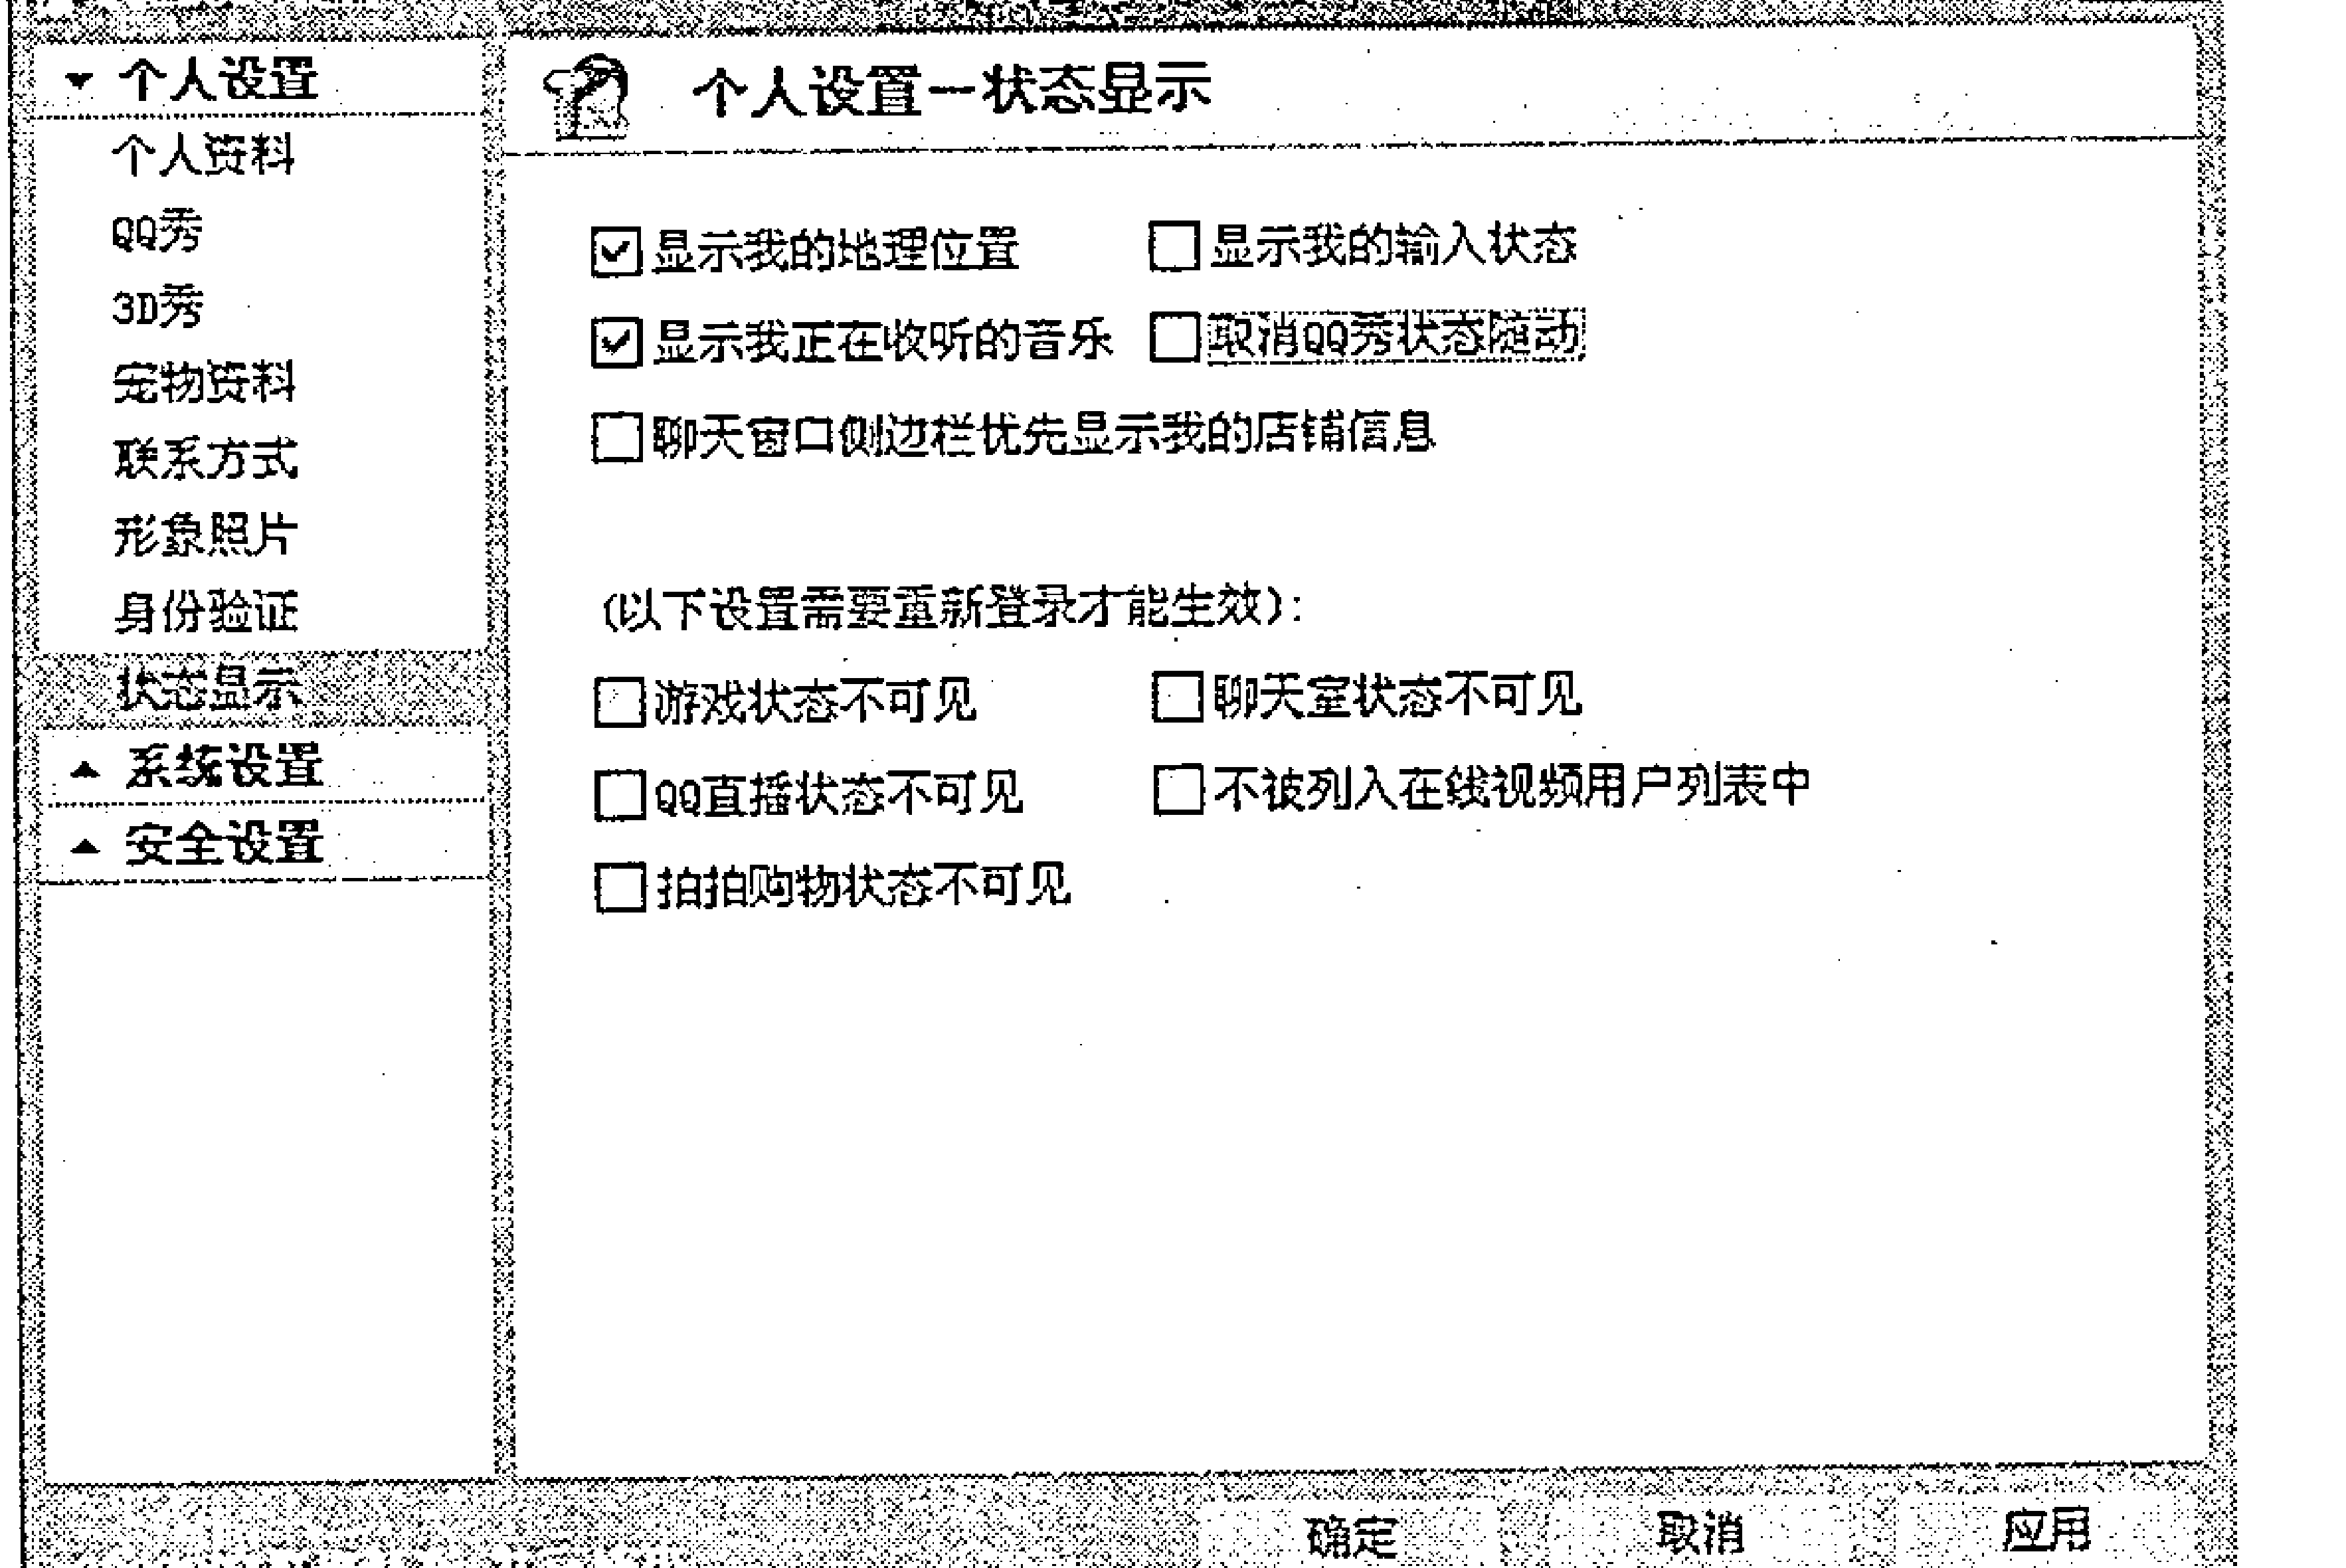 个人设置
个人资料
QQ秀
3D秀
宠物资料
联系方式
形象照片
身份验证
状态显示
系统设置
安全设置
个人设置—状态显示
显示我的地理位置 显示我的输入状态
显示我正在收听的音乐 取消QQ秀状态随动
聊天窗口侧边栏优先显示我的店铺信息
(以下设置需要重新登录才能生效):
游戏状态不可见 聊天室状态不可见
QQ直播状态不可见 不被列入在线视频用户列表中
拍拍购物状态不可见
确定 取消 应用